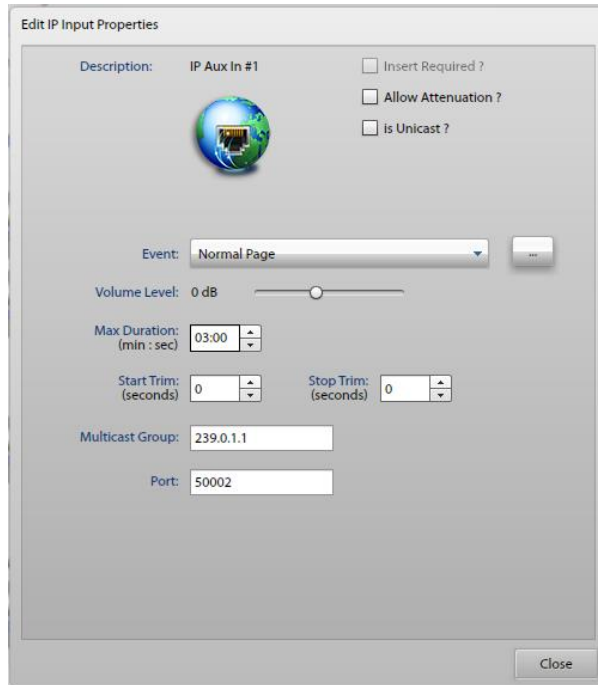 Edit IP Input Properties
Description: IP Aux In #1
Insert Required ?
Allow Attenuation ?
is Unicast ?
Event: Normal Page ...
Volume Level: 0 dB
Max Duration: 03:00
(min : sec)
Start Trim: 0 Stop Trim: 0
(seconds) (seconds)
Multicast Group: 239.0.1.1
Port: 50002
Close